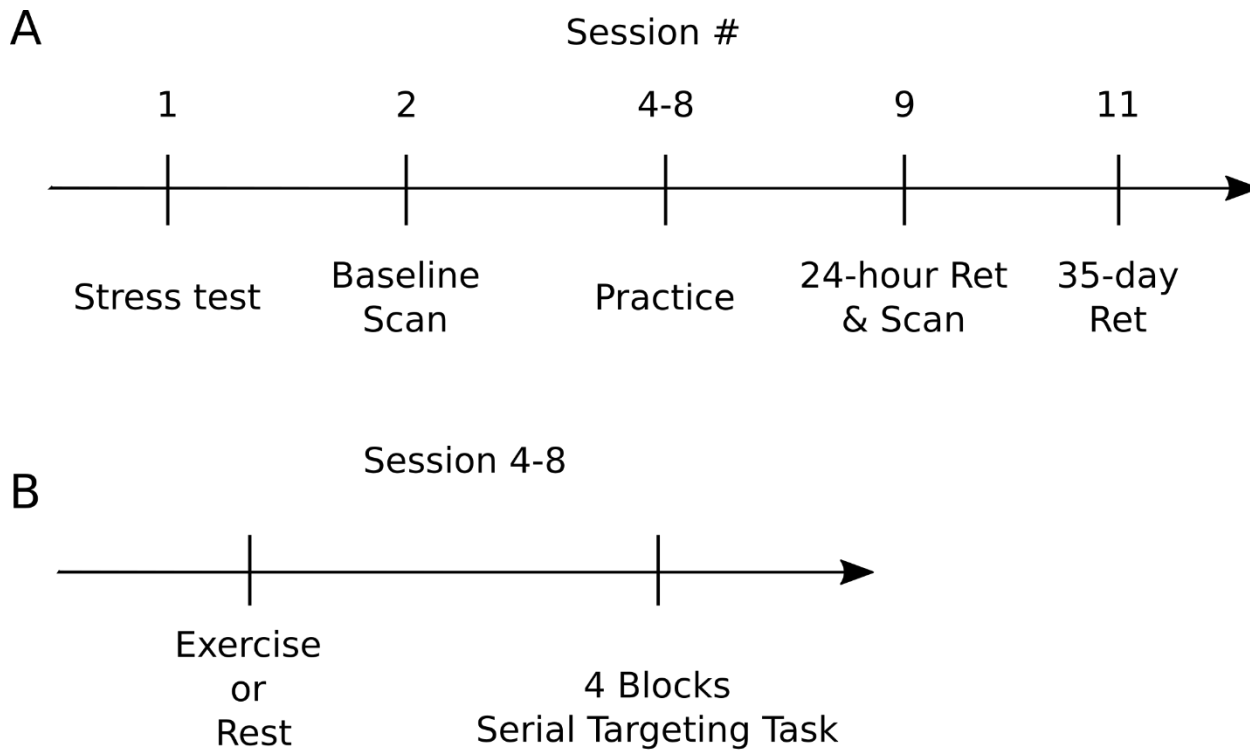 A
Session #
1 2 4-8 9 11
Stress test
Baseline
Scan
Practice
24-hour Ret
& Scan
35-day
Ret
Session 4-8
B
Exercise
or
Rest
4 Blocks
Serial Targeting Task